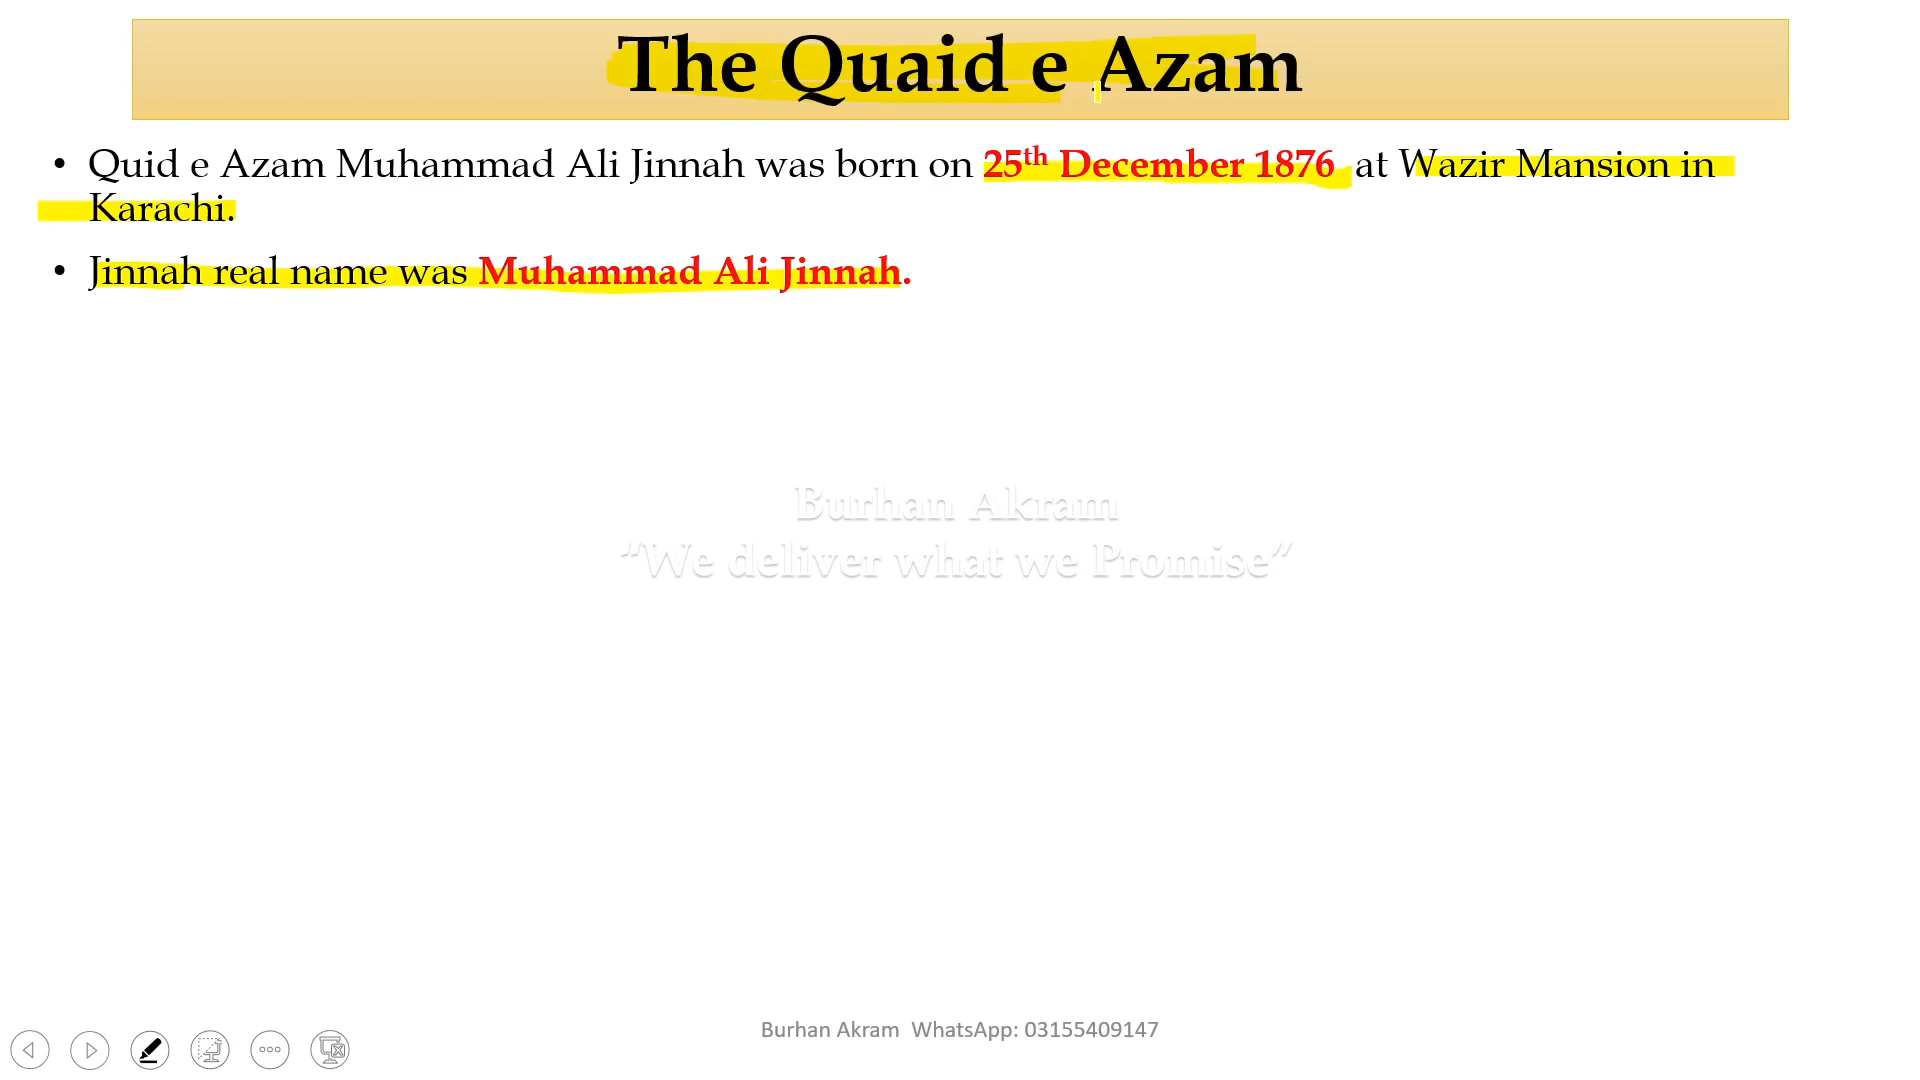 The Quaid e Azam
• Quid e Azam Muhammad Ali Jinnah was born on 25th December 1876 at Wazir Mansion in
Karachi.
• Jinnah real name was Muhammad Ali Jinnah.
Burhan Akram
“We deliver what we Promise”
Burhan Akram WhatsApp: 03155409147